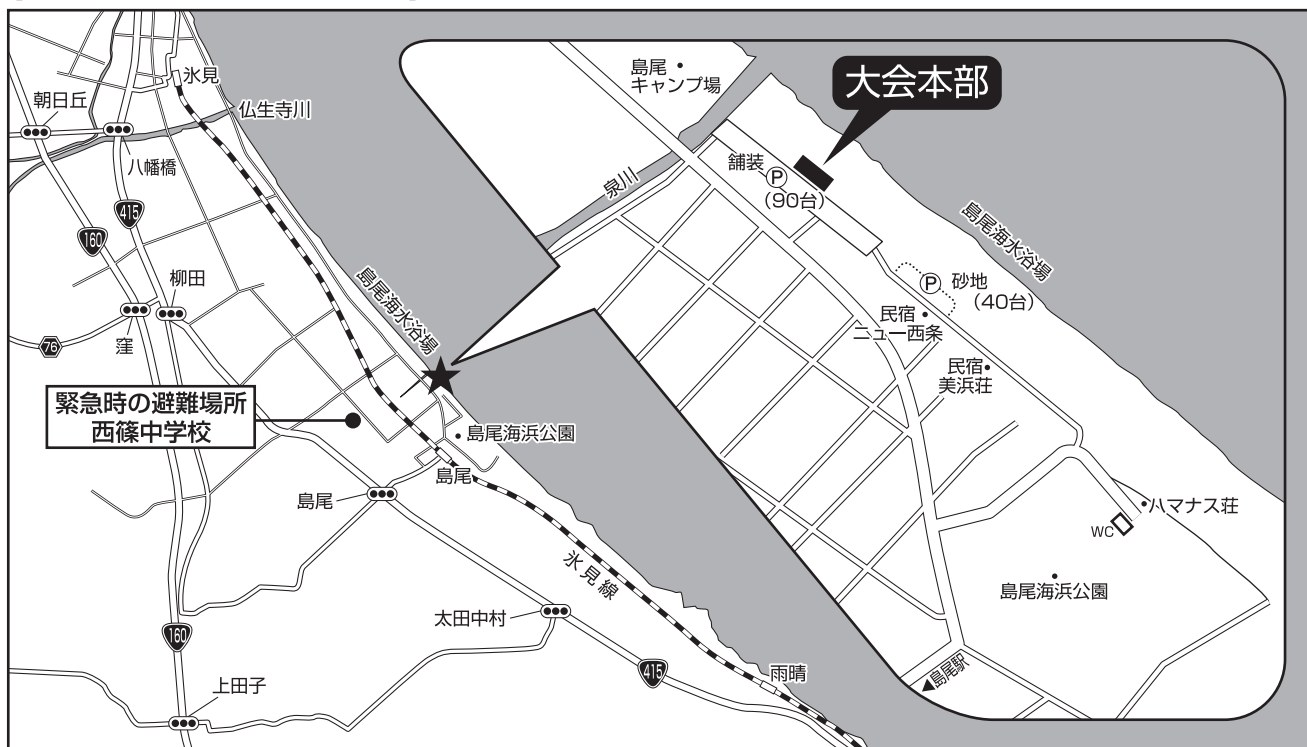 氷見
朝日丘
仏生寺川
八幡橋
415
160
柳田
島尾海水浴場
76
窪
緊急時の避難場所
西條中学校
島尾海浜公園
島尾
島尾
氷見線
太田中村
160
415
雨晴
上田子
島尾
キャンプ場
大会本部
泉川
舗装
P
(90台)
島尾海水浴場
P
砂地
(40台)
民宿
ニュー西条
民宿
美浜荘
ハマナス荘
WC
島尾海浜公園
▲島尾駅